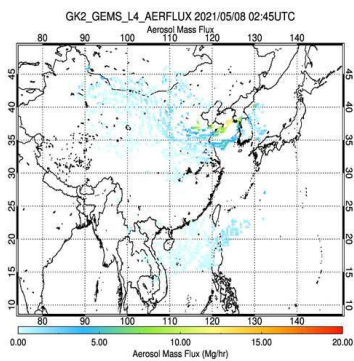 GK2_GEMS_L4_AERFLUX 2021/05/08 02:45UTC
Aerosol Mass Flux
80 90 100 110 120 130 140
45 45
40 40
35 35
30 30
25 25
20 20
15 15
10 10
80 90 100 110 120 130 140
0.00 5.00 10.00 15.00 20.00
Aerosol Mass Flux (Mg/hr)